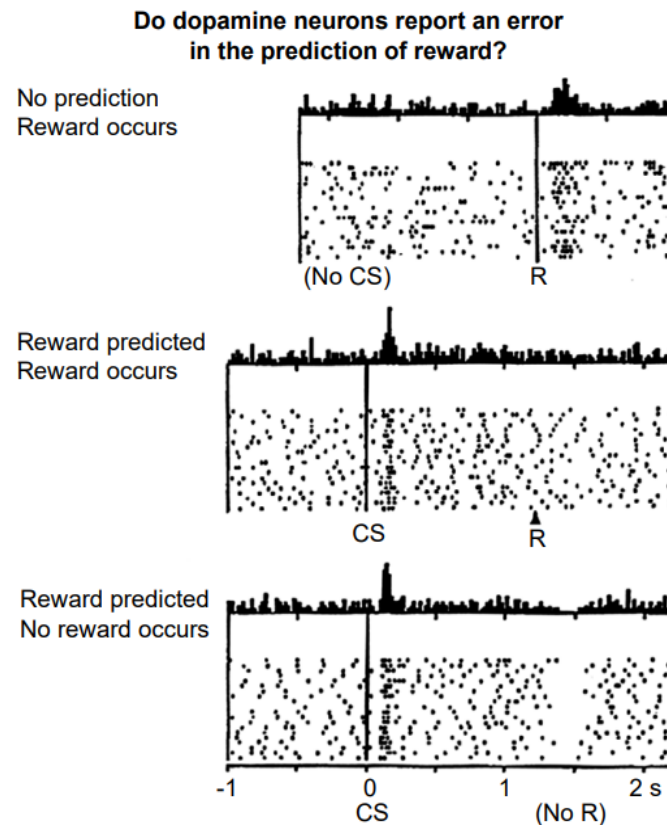 Do dopamine neurons report an error
in the prediction of reward?
No prediction
Reward occurs
(No CS) R
Reward predicted
Reward occurs
CS R
Reward predicted
No reward occurs
-1 0 1 2 s
CS (No R)